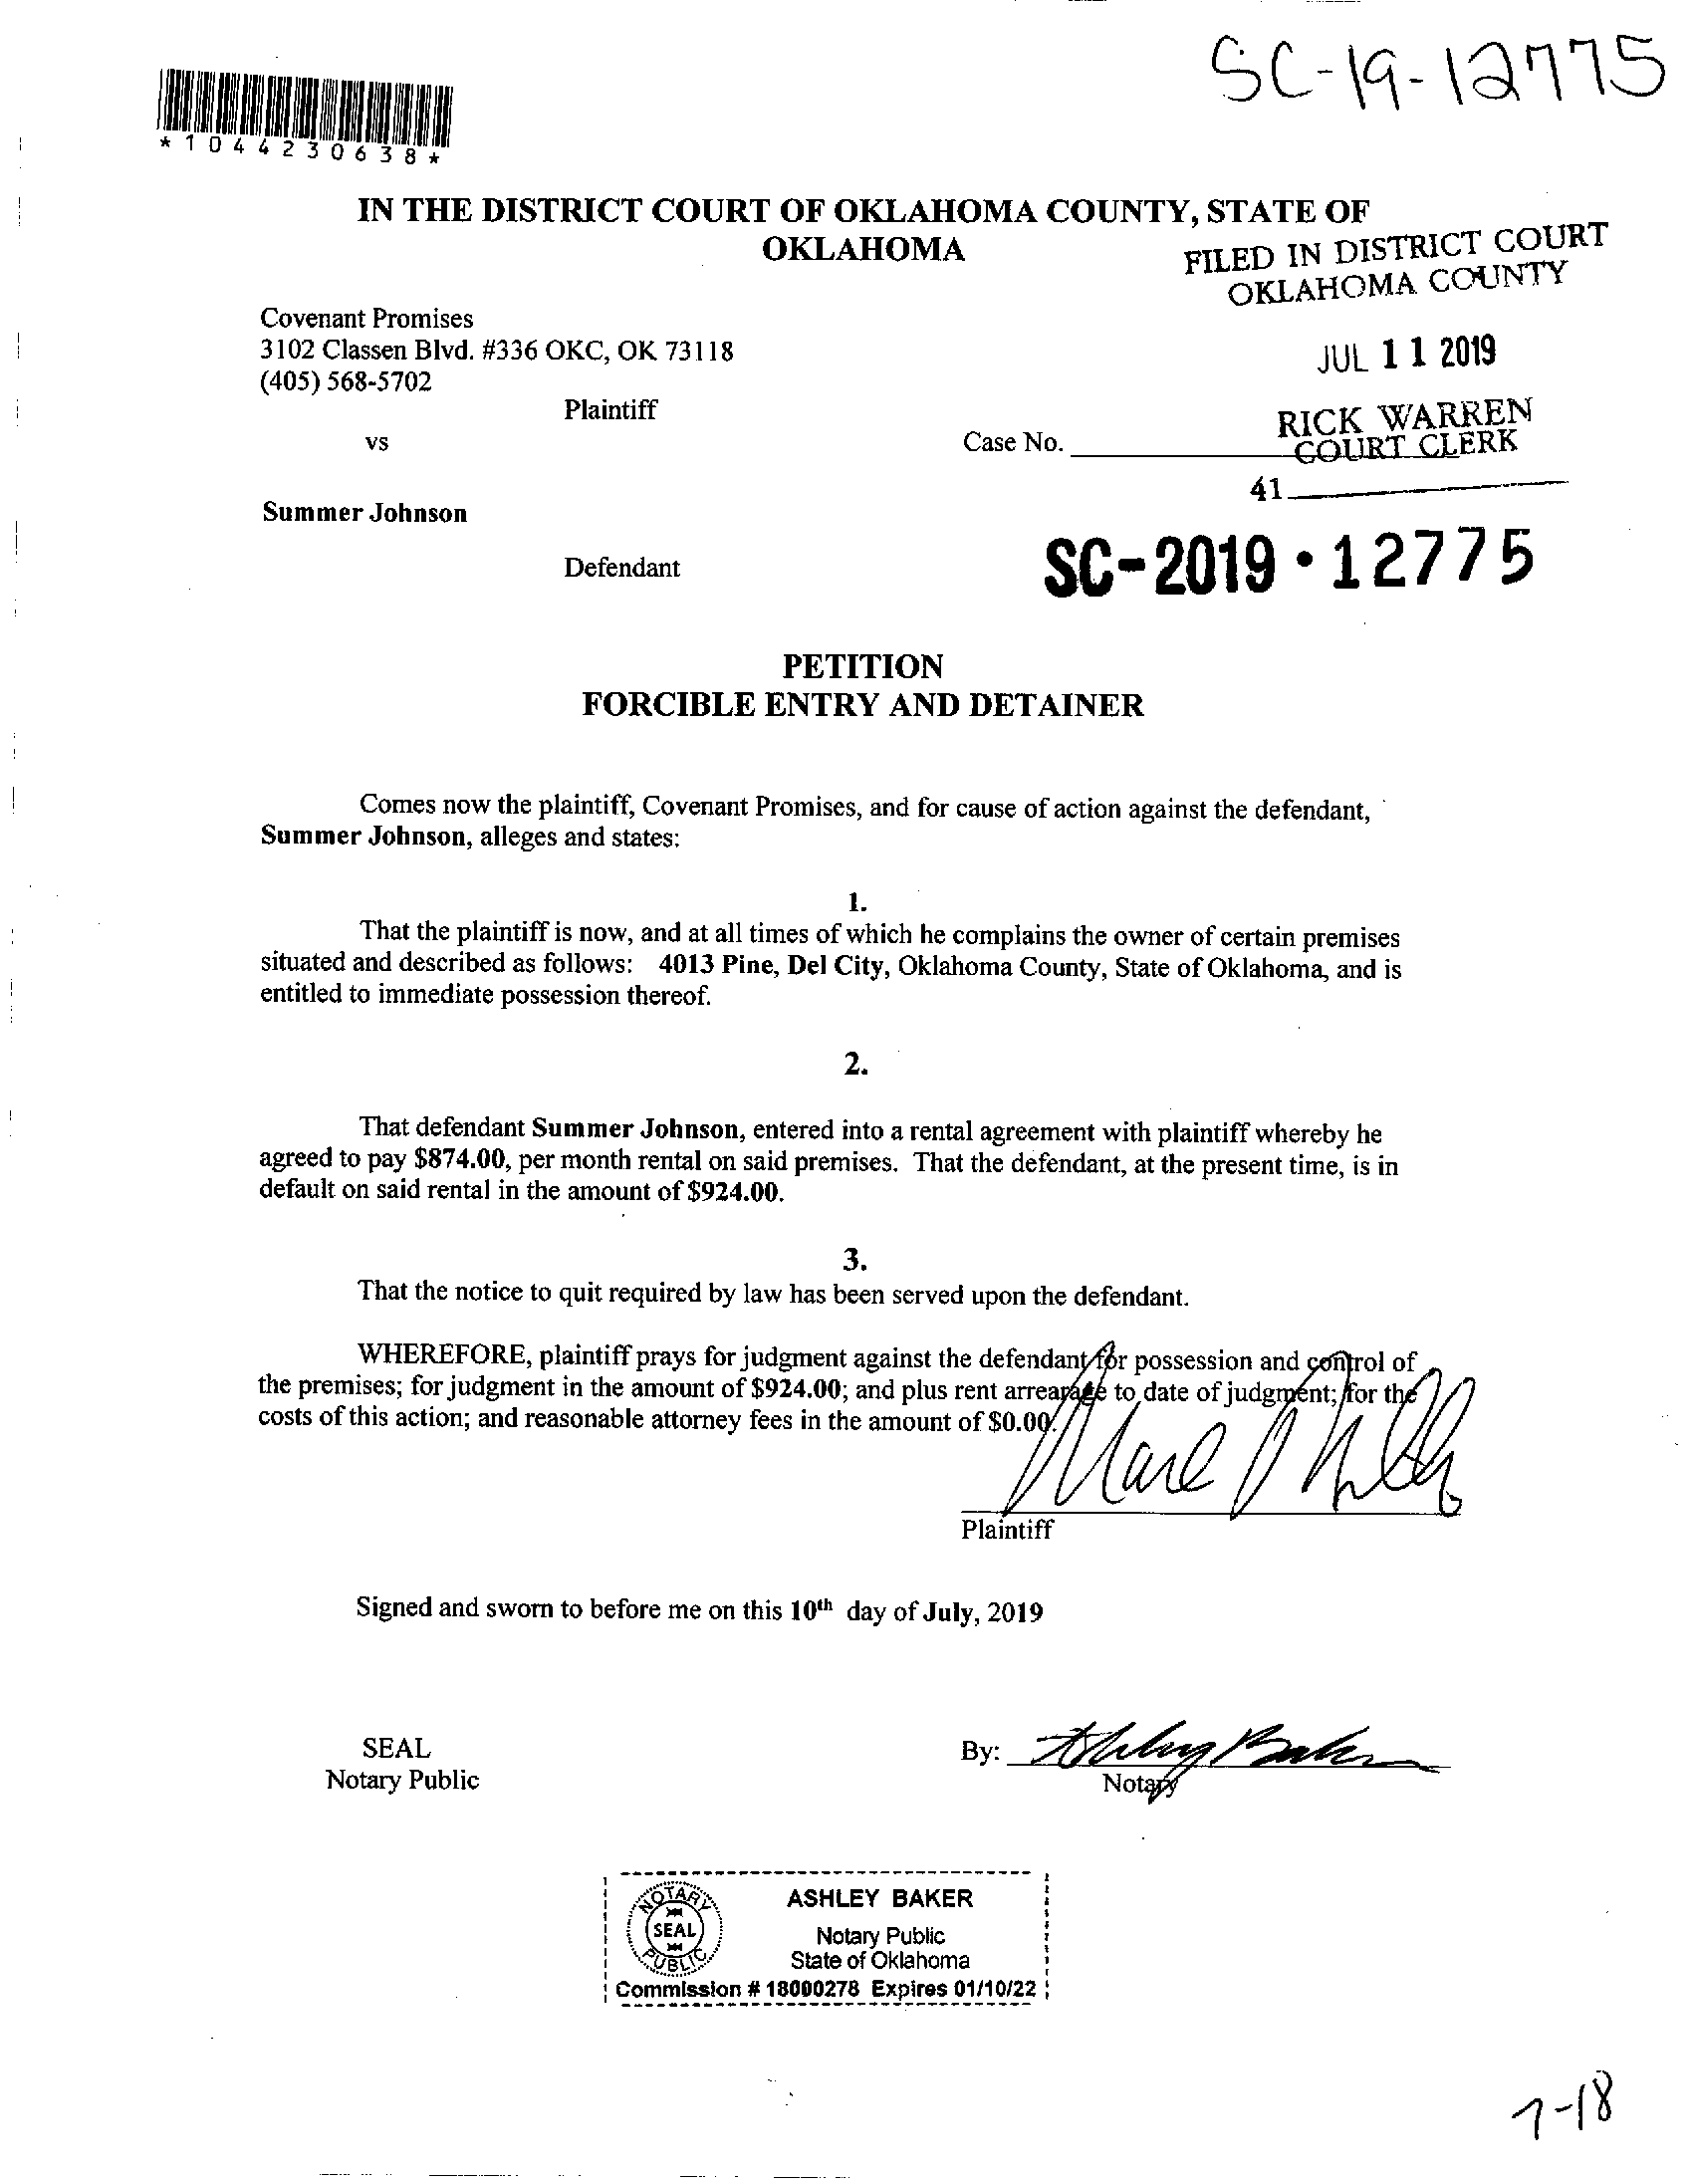 SC-19-12775
*1044230638*
IN THE DISTRICT COURT OF OKLAHOMA COUNTY, STATE OF
OKLAHOMA
FILED IN DISTRICT COURT
OKLAHOMA COUNTY
Covenant Promises
3102 Classen Blvd. #336 OKC, OK 73118
(405) 568-5702
JUL 11 2019
Plaintiff
RICK WARREN
vs
Case No.
COURT CLERK
41
Summer Johnson
Defendant
SC-2019·12775
PETITION
FORCIBLE ENTRY AND DETAINER
Comes now the plaintiff, Covenant Promises, and for cause of action against the defendant,
Summer Johnson, alleges and states:
1.
That the plaintiff is now, and at all times of which he complains the owner of certain premises
situated and described as follows: 4013 Pine, Del City, Oklahoma County, State of Oklahoma, and is
entitled to immediate possession thereof.
2.
That defendant Summer Johnson, entered into a rental agreement with plaintiff whereby he
agreed to pay $874.00, per month rental on said premises. That the defendant, at the present time, is in
default on said rental in the amount of $924.00.
3.
That the notice to quit required by law has been served upon the defendant.
WHEREFORE, plaintiff prays for judgment against the defendant for possession and control of
the premises; for judgment in the amount of $924.00; and plus rent arrearage to date of judgment; for the
costs of this action; and reasonable attorney fees in the amount of $0.00.
Plaintiff
Signed and sworn to before me on this 10th day of July, 2019
SEAL
Notary Public
By: Ashley Baker
Notary
NOTARY
SEAL
PUBLIC
ASHLEY BAKER
Notary Public
State of Oklahoma
Commission # 18000278 Expires 01/10/22
7-18